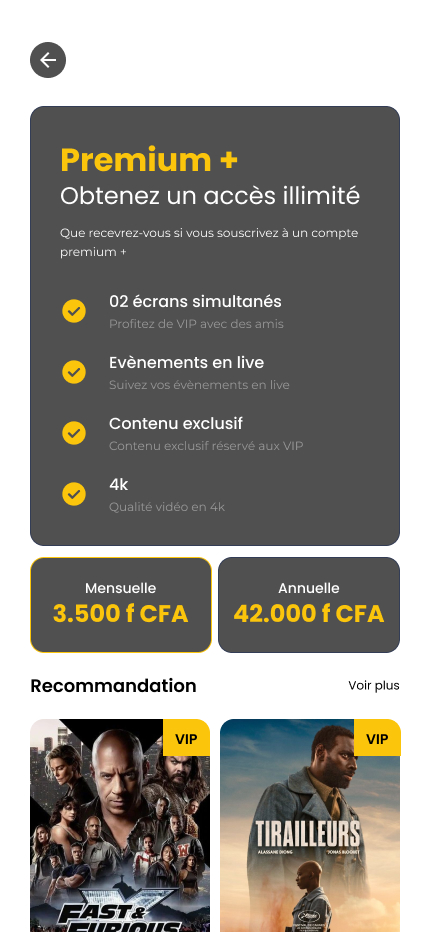 Premium +
Obtenez un accès illimité
Que recevrez-vous si vous souscrivez à un compte
premium +
02 écrans simultanés
Profitez de VIP avec des amis
Evènements en live
Suivez vos évènements en live
Contenu exclusif
Contenu exclusif réservé aux VIP
4k
Qualité vidéo en 4k
Mensuelle
3.500 f CFA
Annuelle
42.000 f CFA
Recommandation
Voir plus
VIP
FAST &
FURIOUS
VIP
TIRAILLEURS
ALASSANE DIONG
JONAS BLOQUET